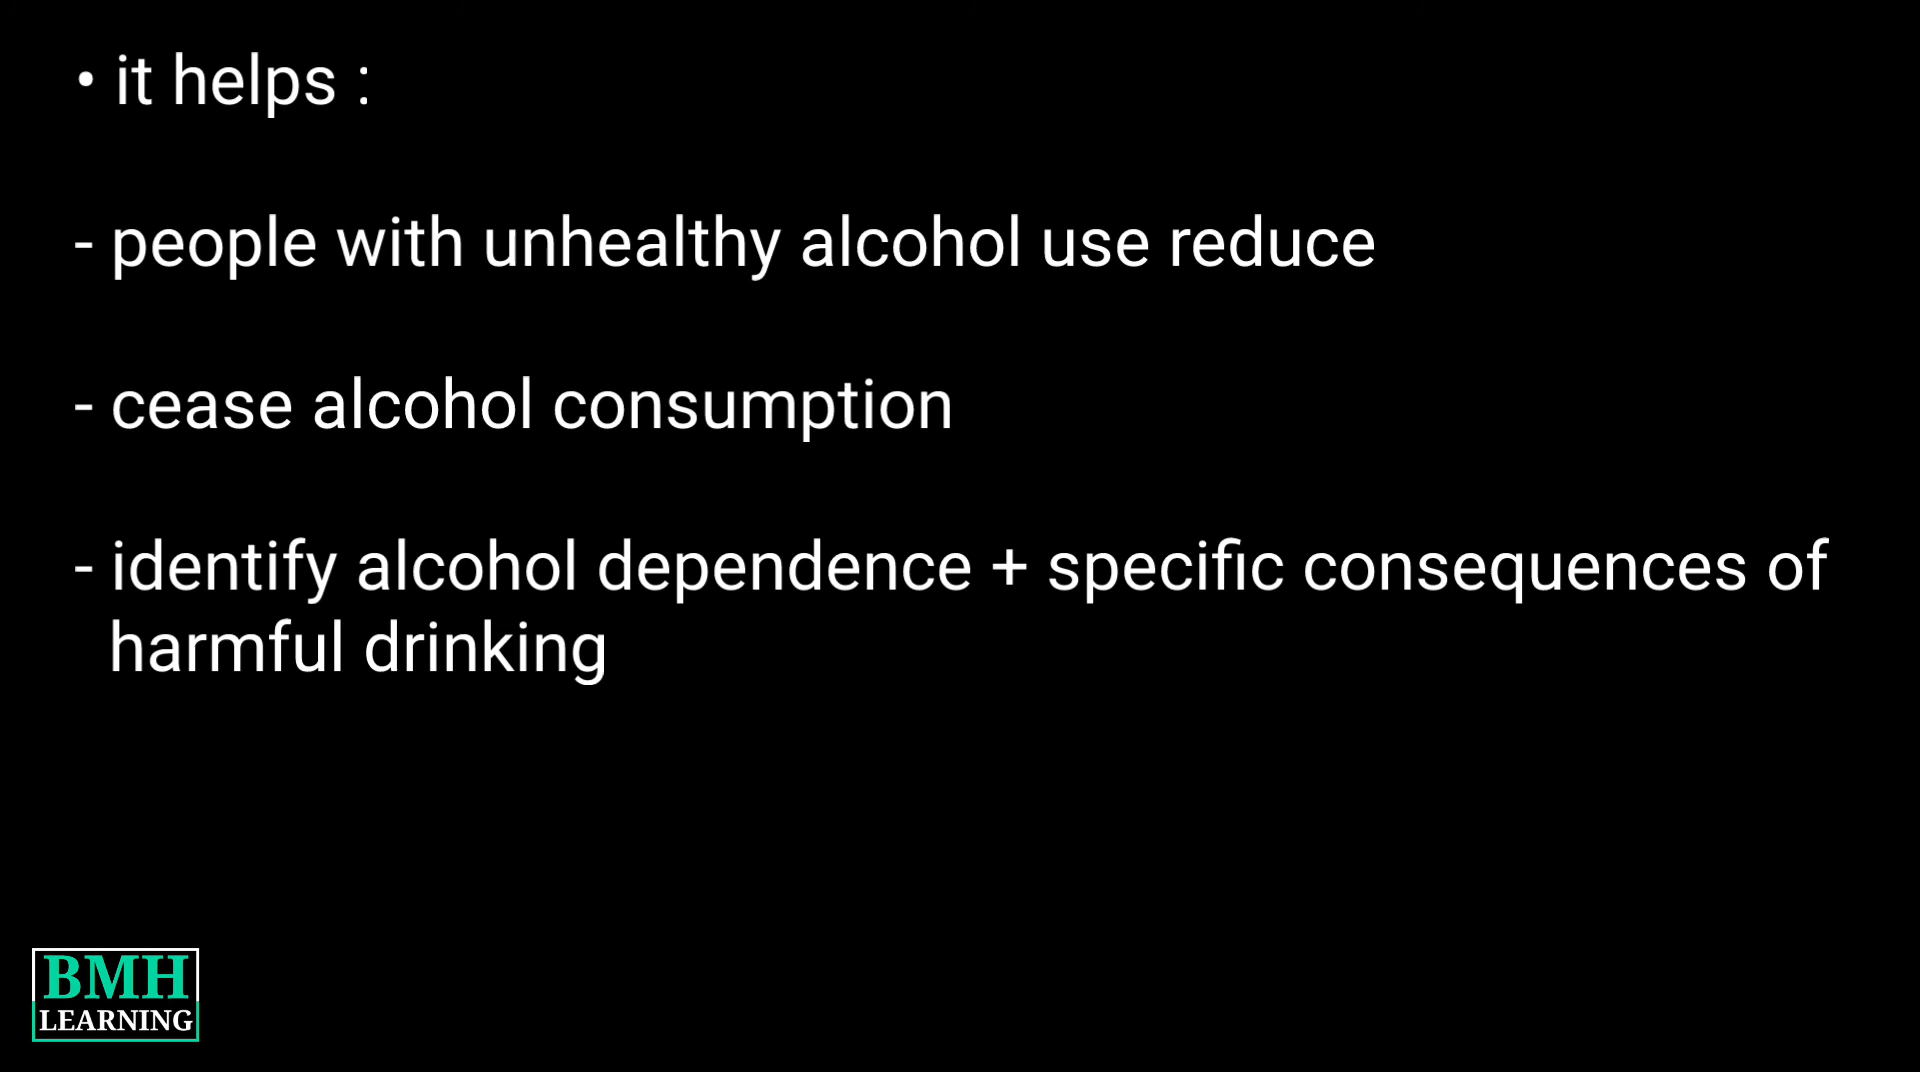 • it helps :
- people with unhealthy alcohol use reduce
- cease alcohol consumption
- identify alcohol dependence + specific consequences of
harmful drinking
BMH
LEARNING